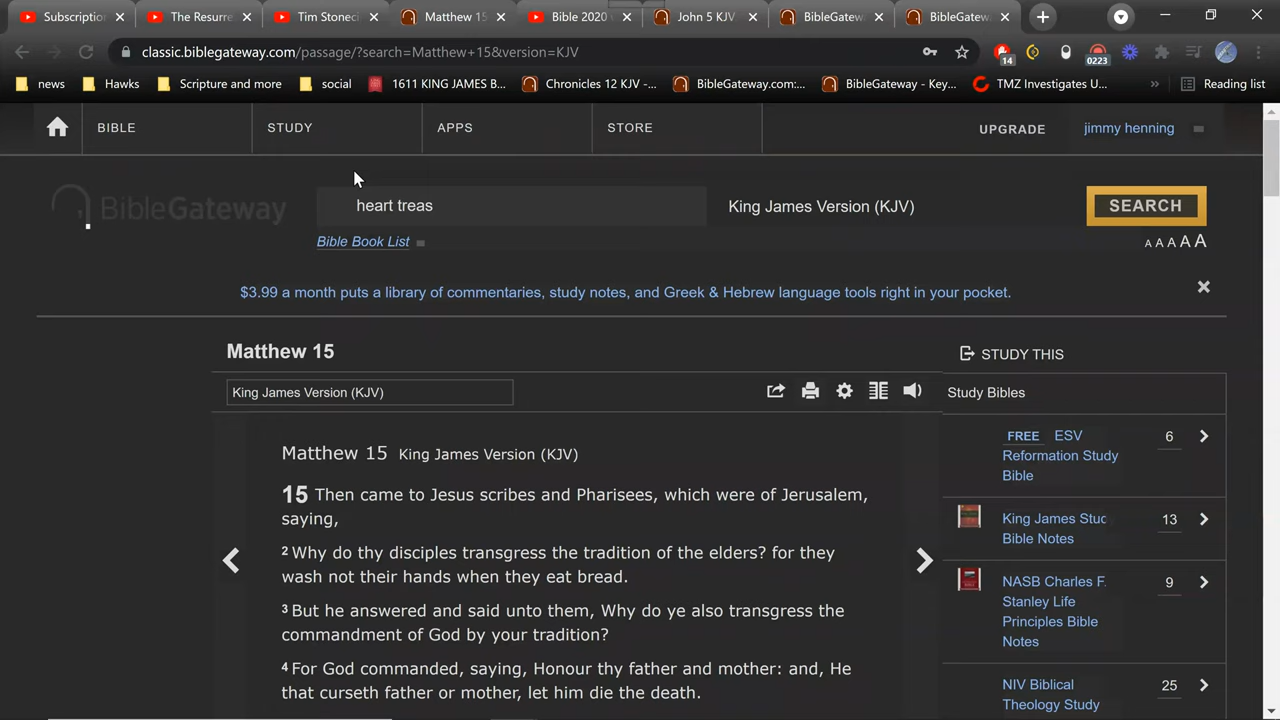 Subscription
The Resurre
Tim Stoneci
Matthew 15
Bible 2020
John 5 KJV
BibleGatew
BibleGatew
classic.biblegateway.com/passage/?search=Matthew+15&version=KJV
14
0223
news
Hawks
Scripture and more
social
1611 KING JAMES B...
Chronicles 12 KJV -...
BibleGateway.com:...
BibleGateway - Key...
TMZ Investigates U...
»
Reading list
BIBLE
STUDY
APPS
STORE
UPGRADE
jimmy henning
BibleGateway
heart treas
King James Version (KJV)
SEARCH
Bible Book List
A A A A A
$3.99 a month puts a library of commentaries, study notes, and Greek & Hebrew language tools right in your pocket.
Matthew 15
STUDY THIS
King James Version (KJV)
Study Bibles
Matthew 15 King James Version (KJV)
15 Then came to Jesus scribes and Pharisees, which were of Jerusalem,
saying,
2 Why do thy disciples transgress the tradition of the elders? for they
wash not their hands when they eat bread.
3 But he answered and said unto them, Why do ye also transgress the
commandment of God by your tradition?
4 For God commanded, saying, Honour thy father and mother: and, He
that curseth father or mother, let him die the death.
FREE ESV 6
Reformation Study
Bible
King James Stuc 13
Bible Notes
NASB Charles F. 9
Stanley Life
Principles Bible
Notes
NIV Biblical 25
Theology Study